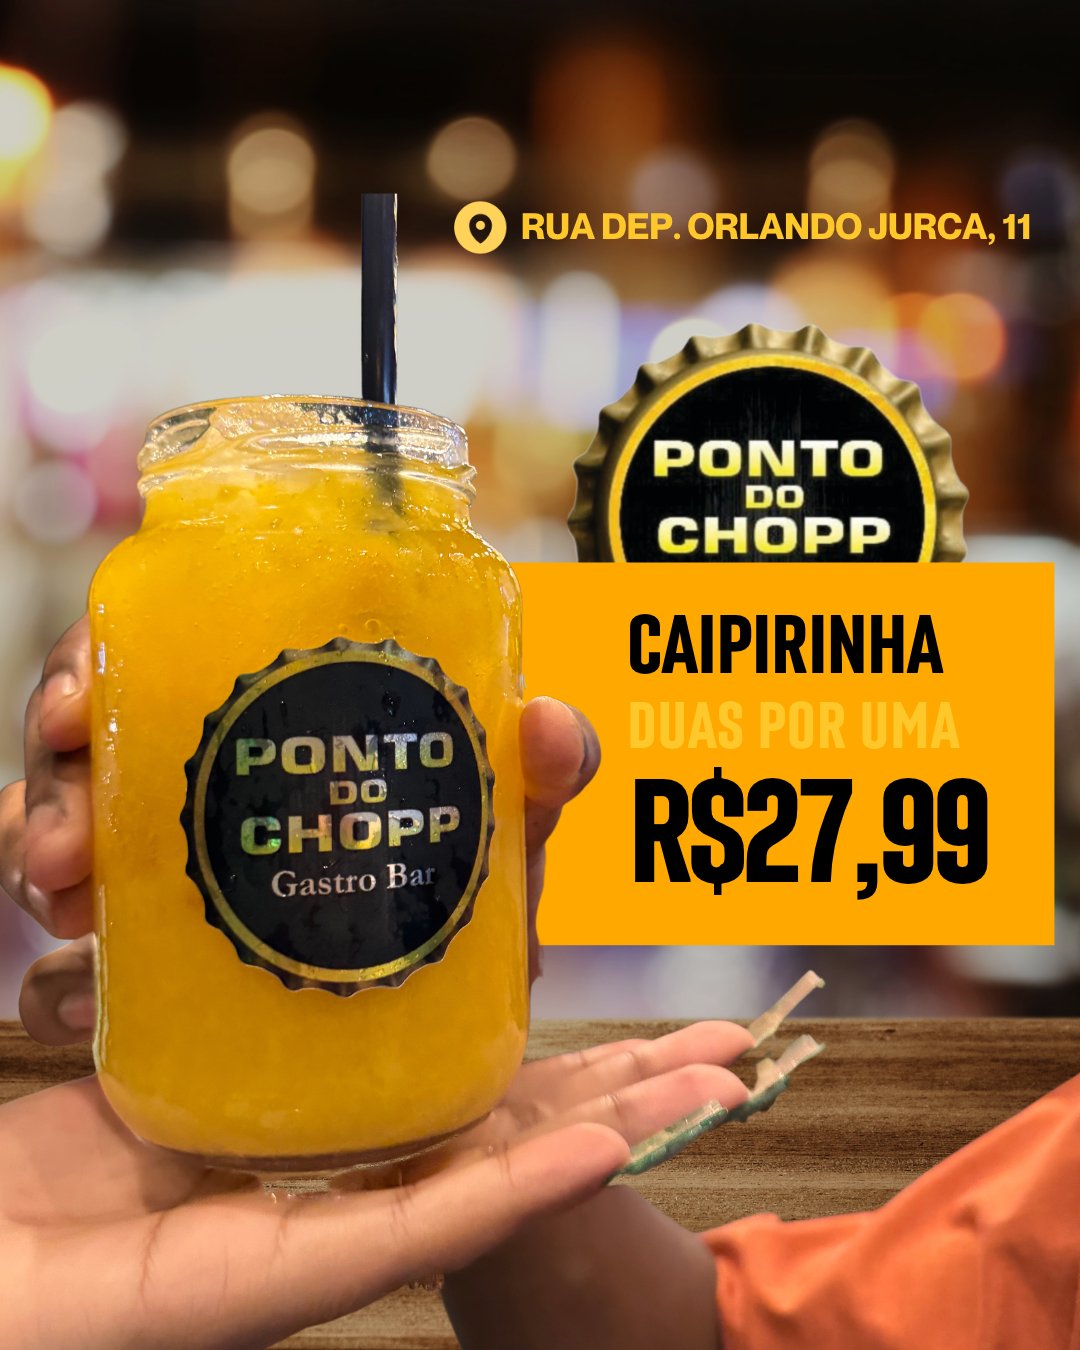 RUA DEP. ORLANDO JURCA, 11
PONTO
DO
CHOPP
CAIPIRINHA
DUAS POR UMA
R$27,99
PONTO
DO
CHOPP
Gastro Bar